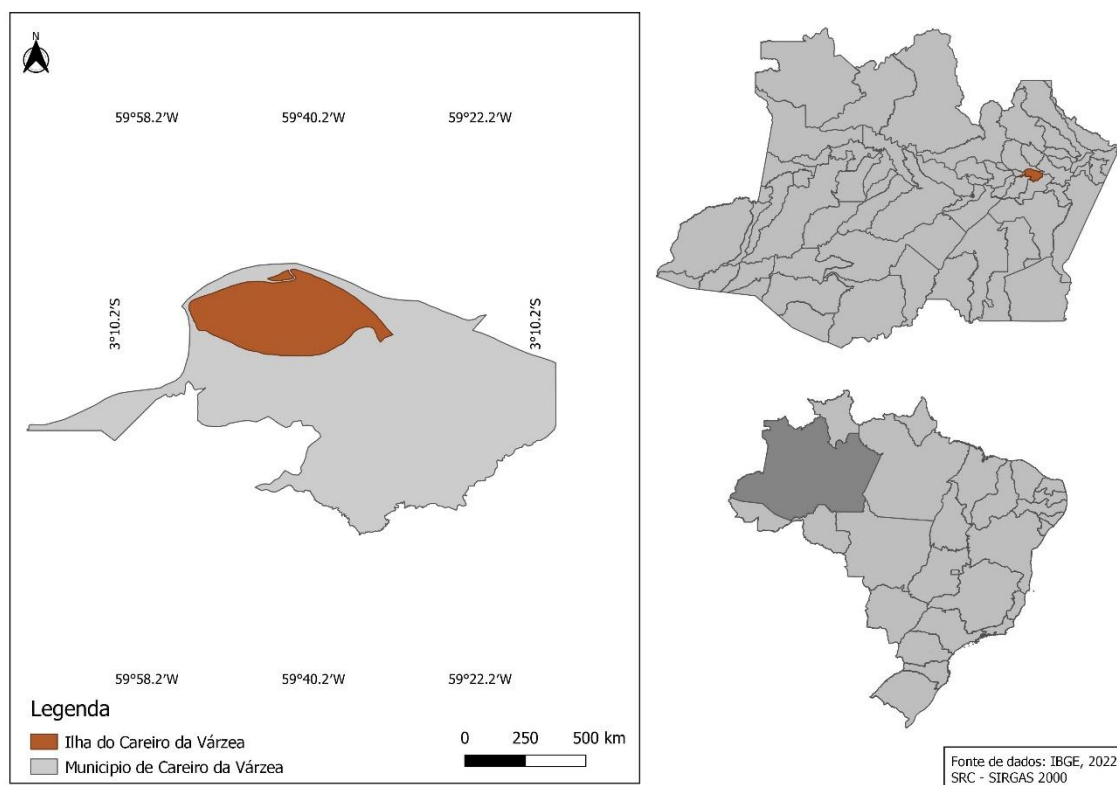 N
59°58.2'W 59°40.2'W 59°22.2'W
3°10.2'S 3°10.2'S
59°58.2'W 59°40.2'W 59°22.2'W
Legenda
Ilha do Careiro da Várzea
Municipio de Careiro da Várzea
0 250 500 km
Fonte de dados: IBGE, 2022
SRC - SIRGAS 2000